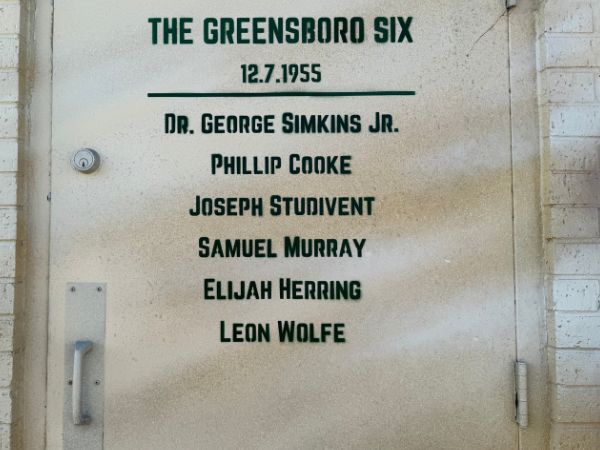 THE GREENSBORO SIX
12.7.1955
DR. GEORGE SIMKINS JR.
PHILLIP COOKE
JOSEPH STUDIVENT
SAMUEL MURRAY
ELIJAH HERRING
LEON WOLFE